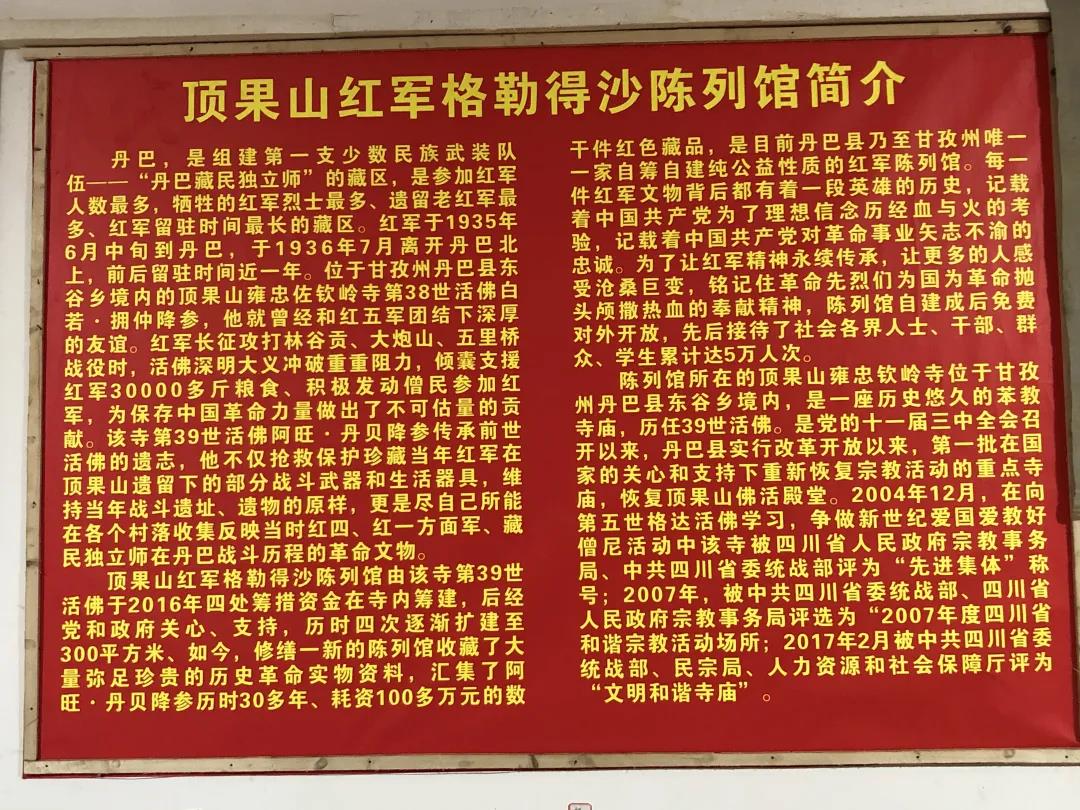 顶果山红军格勒得沙陈列馆简介
丹巴，是组建第一支少数民族武装队
伍——“丹巴藏民独立师”的藏区，是参加红军
人数最多，牺牲的红军烈士最多、遗留老红军最
多、红军留驻时间最长的藏区。红军于1935年
6月中旬到丹巴，于1936年7月离开丹巴北
上，前后留驻时间近一年。位于甘孜州丹巴县东
谷乡境内的顶果山雍忠佐钦岭寺第38世活佛白
若·拥仲降参，他就曾经和红五军团结下深厚
的友谊。红军长征攻打林谷贡、大炮山、五里桥
战役时，活佛深明大义冲破重重阻力，倾囊支援
红军30000多斤粮食、积极发动僧民参加红
军，为保存中国革命力量做出了不可估量的贡
献。该寺第39世活佛阿旺·丹贝降参传承前世
活佛的遗志，他不仅抢救保护珍藏当年红军在
顶果山遗留下的部分战斗武器和生活器具，维
持当年战斗遗址、遗物的原样，更是尽自己所能
在各个村落收集反映当时红四、红一方面军、藏
民独立师在丹巴战斗历程的革命文物。
顶果山红军格勒得沙陈列馆由该寺第39世
活佛于2016年四处筹措资金在寺内筹建，后经
党和政府关心、支持，历时四次逐渐扩建至
300平方米、如今，修缮一新的陈列馆收藏了大
量弥足珍贵的历史革命实物资料，汇集了阿
旺·丹贝降参历时30多年、耗资100多万元的数
千件红色藏品，是目前丹巴县乃至甘孜州唯一
一家自筹自建纯公益性质的红军陈列馆。每一
件红军文物背后都有着一段英雄的历史，记载
着中国共产党为了理想信念历经血与火的考
验，记载着中国共产党对革命事业矢志不渝的
忠诚。为了让红军精神永续传承，让更多的人感
受沧桑巨变，铭记住革命先烈们为国为革命抛
头颅撒热血的奉献精神，陈列馆自建成后免费
对外开放，先后接待了社会各界人士、干部、群
众、学生累计达5万人次。
陈列馆所在的顶果山雍忠钦岭寺位于甘孜
州丹巴县东谷乡境内，是一座历史悠久的苯教
寺庙，历任39世活佛。是党的十一届三中全会召
开以来，丹巴县实行改革开放以来，第一批在国
家的关心和支持下重新恢复宗教活动的重点寺
庙，恢复顶果山佛活殿堂。2004年12月，在向
第五世格达活佛学习，争做新世纪爱国爱教好
僧尼活动中该寺被四川省人民政府宗教事务
局、中共四川省委统战部评为“先进集体”称
号；2007年，被中共四川省委统战部、四川省
人民政府宗教事务局评选为“2007年度四川省
和谐宗教活动场所；2017年2月被中共四川省委
统战部、民宗局、人力资源和社会保障厅评为
“文明和谐寺庙”。